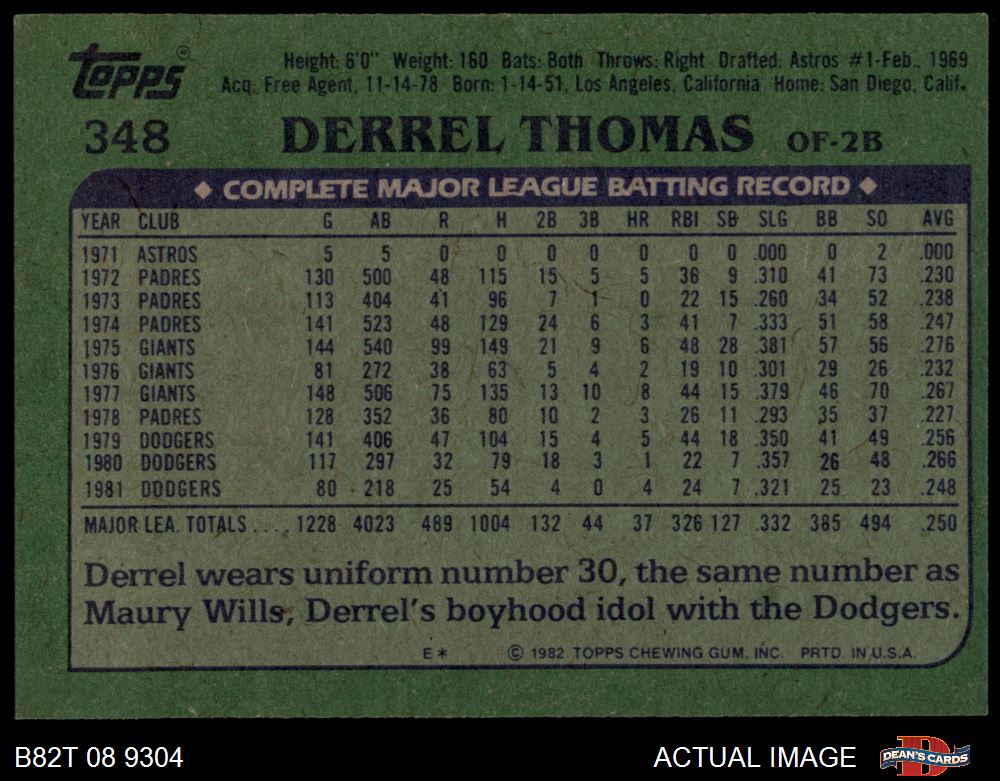 Topps®
Height: 6'0" Weight: 160 Bats: Both Throws: Right Drafted: Astros #1-Feb., 1969
Acq: Free Agent, 11-14-78 Born: 1-14-51, Los Angeles, California Home: San Diego, Calif.
348 DERREL THOMAS OF-2B
◆ COMPLETE MAJOR LEAGUE BATTING RECORD ◆
YEAR CLUB G AB R H 2B 3B HR RBI SB SLG BB SO AVG
1971 ASTROS 5 5 0 0 0 0 0 0 0 .000 0 2 .000
1972 PADRES 130 500 48 115 15 5 5 36 9 .310 41 73 .230
1973 PADRES 113 404 41 96 7 1 0 22 15 .260 34 52 .238
1974 PADRES 141 523 48 129 24 6 3 41 7 .333 51 58 .247
1975 GIANTS 144 540 99 149 21 9 6 48 28 .381 57 56 .276
1976 GIANTS 81 272 38 63 5 4 2 19 10 .301 29 26 .232
1977 GIANTS 148 506 75 135 13 10 8 44 15 .379 46 70 .267
1978 PADRES 128 352 36 80 10 2 3 26 11 .293 35 37 .227
1979 DODGERS 141 406 47 104 15 4 5 44 18 .350 41 49 .256
1980 DODGERS 117 297 32 79 18 3 1 22 7 .357 26 48 .266
1981 DODGERS 80 218 25 54 4 0 4 24 7 .321 25 23 .248
MAJOR LEA. TOTALS .... 1228 4023 489 1004 132 44 37 326 127 .332 385 494 .250
Derrel wears uniform number 30, the same number as
Maury Wills, Derrel's boyhood idol with the Dodgers.
E* © 1982 TOPPS CHEWING GUM, INC. PRTD. IN U.S.A.
B82T 08 9304 ACTUAL IMAGE DEAN'S CARDS